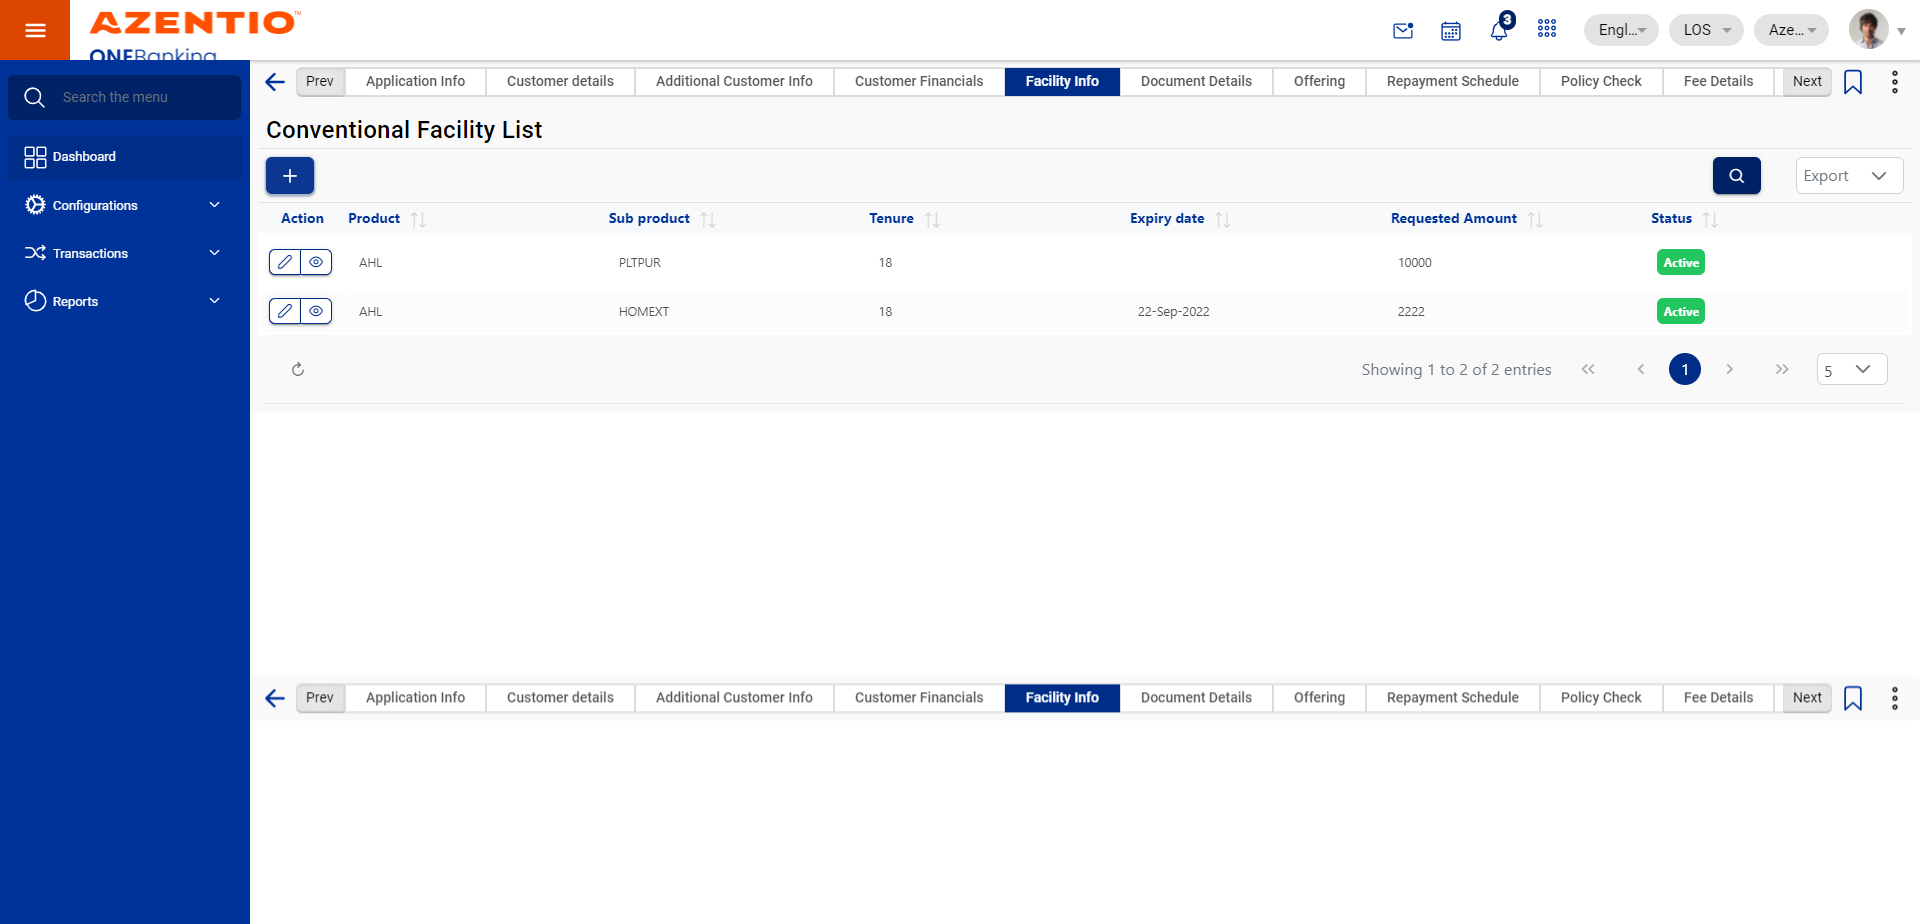 AZENTIO™
ONEBanking
3
Engl...
LOS
Aze...
Search the menu
Dashboard
Configurations
Transactions
Reports
Prev
Application Info
Customer details
Additional Customer Info
Customer Financials
Facility Info
Document Details
Offering
Repayment Schedule
Policy Check
Fee Details
Next
Conventional Facility List
+
Export
Action Product Sub product Tenure Expiry date Requested Amount Status
AHL PLTPUR 18 10000 Active
AHL HOMEXT 18 22-Sep-2022 2222 Active
Showing 1 to 2 of 2 entries
1
5
Prev
Application Info
Customer details
Additional Customer Info
Customer Financials
Facility Info
Document Details
Offering
Repayment Schedule
Policy Check
Fee Details
Next